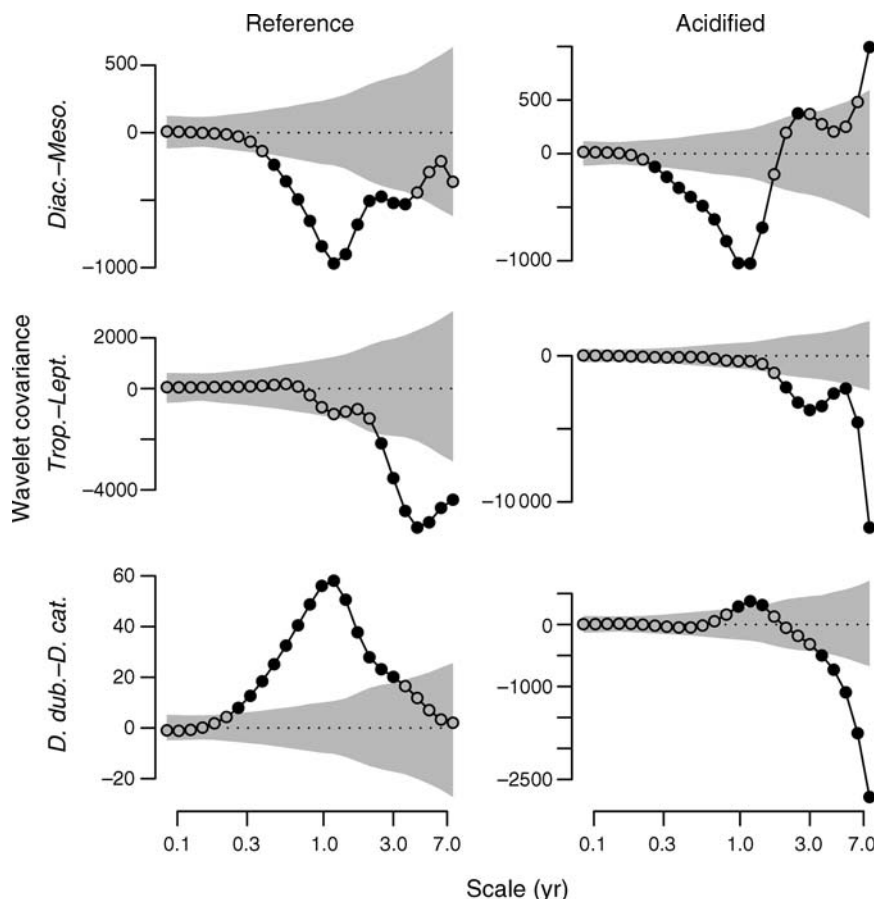 Reference
Acidified
Wavelet covariance
Diac.–Meso.
500
0
–1000
500
0
–1000
Trop.–Lept.
2000
0
–4000
0
–10 000
D. dub.–D. cat.
60
40
20
0
–20
0
–1000
–2500
0.1 0.3 1.0 3.0 7.0
0.1 0.3 1.0 3.0 7.0
Scale (yr)